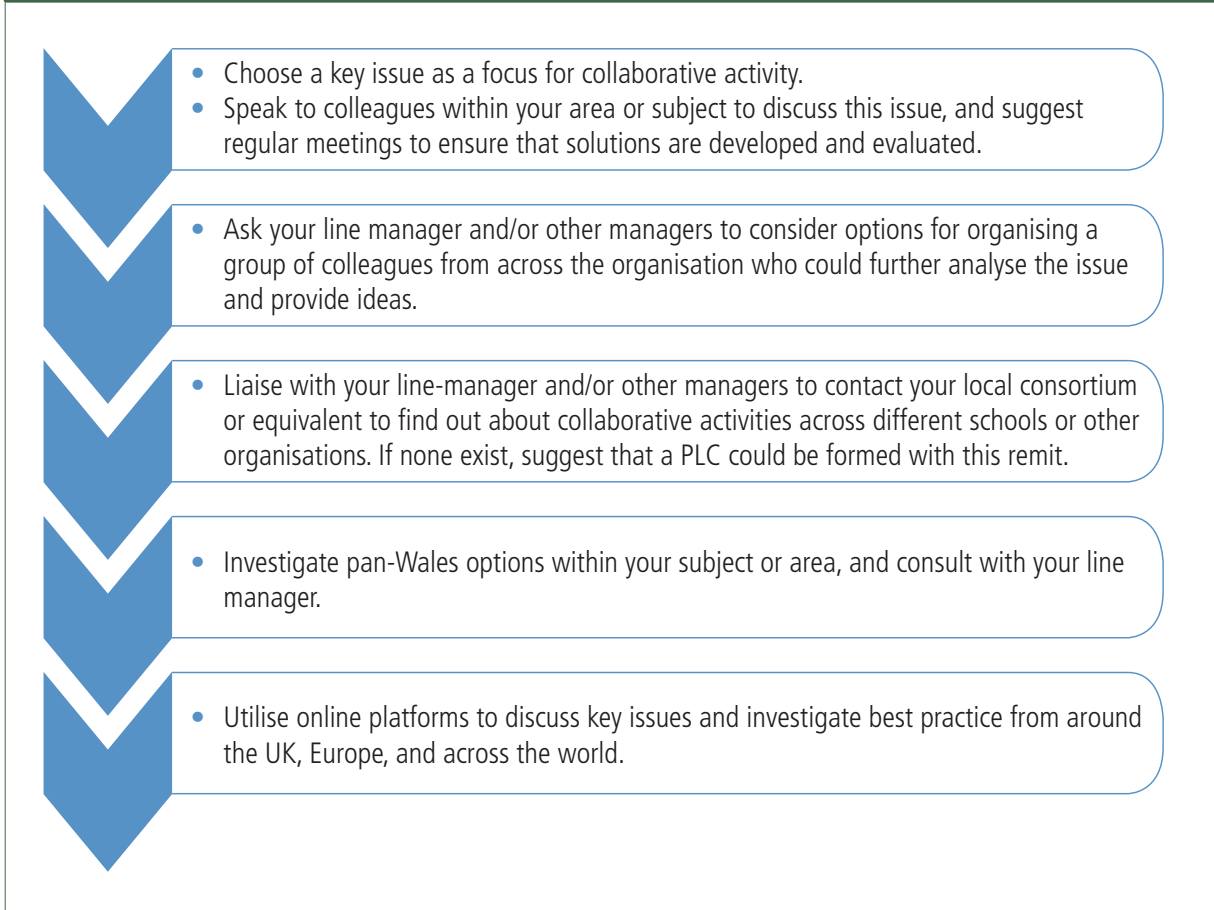 • Choose a key issue as a focus for collaborative activity.
• Speak to colleagues within your area or subject to discuss this issue, and suggest
regular meetings to ensure that solutions are developed and evaluated.
• Ask your line manager and/or other managers to consider options for organising a
group of colleagues from across the organisation who could further analyse the issue
and provide ideas.
• Liaise with your line-manager and/or other managers to contact your local consortium
or equivalent to find out about collaborative activities across different schools or other
organisations. If none exist, suggest that a PLC could be formed with this remit.
• Investigate pan-Wales options within your subject or area, and consult with your line
manager.
• Utilise online platforms to discuss key issues and investigate best practice from around
the UK, Europe, and across the world.